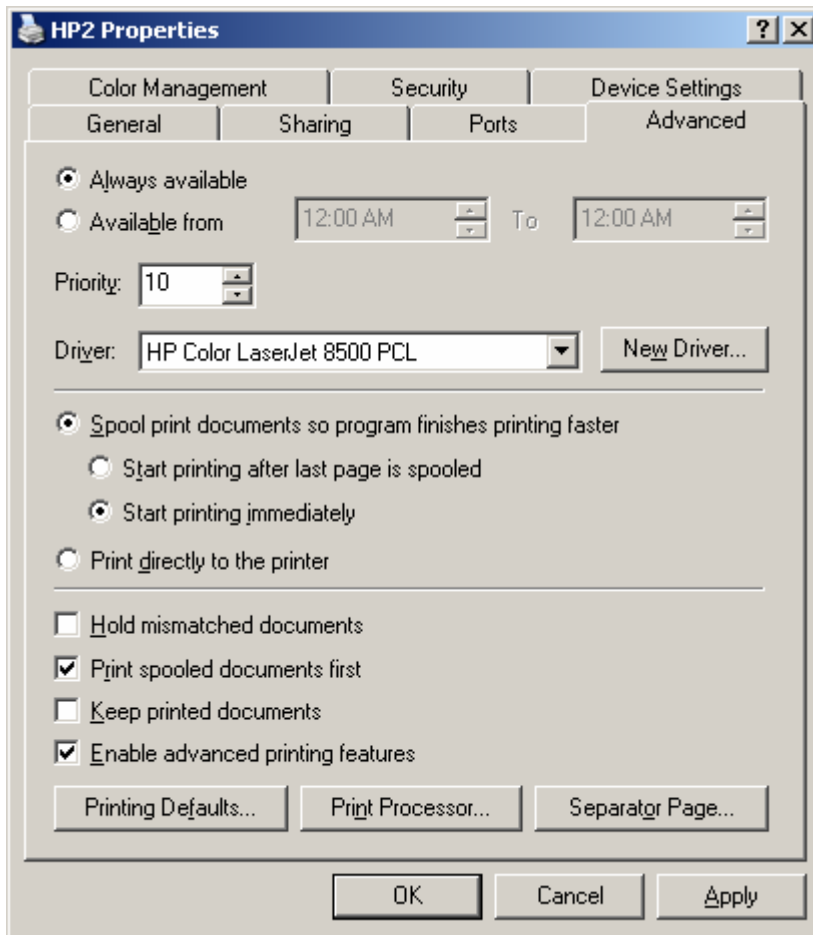 HP2 Properties
Color Management Security Device Settings
General Sharing Ports Advanced
Always available
Available from 12:00 AM To 12:00 AM
Priority: 10
Driver: HP Color LaserJet 8500 PCL New Driver...
Spool print documents so program finishes printing faster
Start printing after last page is spooled
Start printing immediately
Print directly to the printer
Hold mismatched documents
Print spooled documents first
Keep printed documents
Enable advanced printing features
Printing Defaults... Print Processor... Separator Page...
OK Cancel Apply